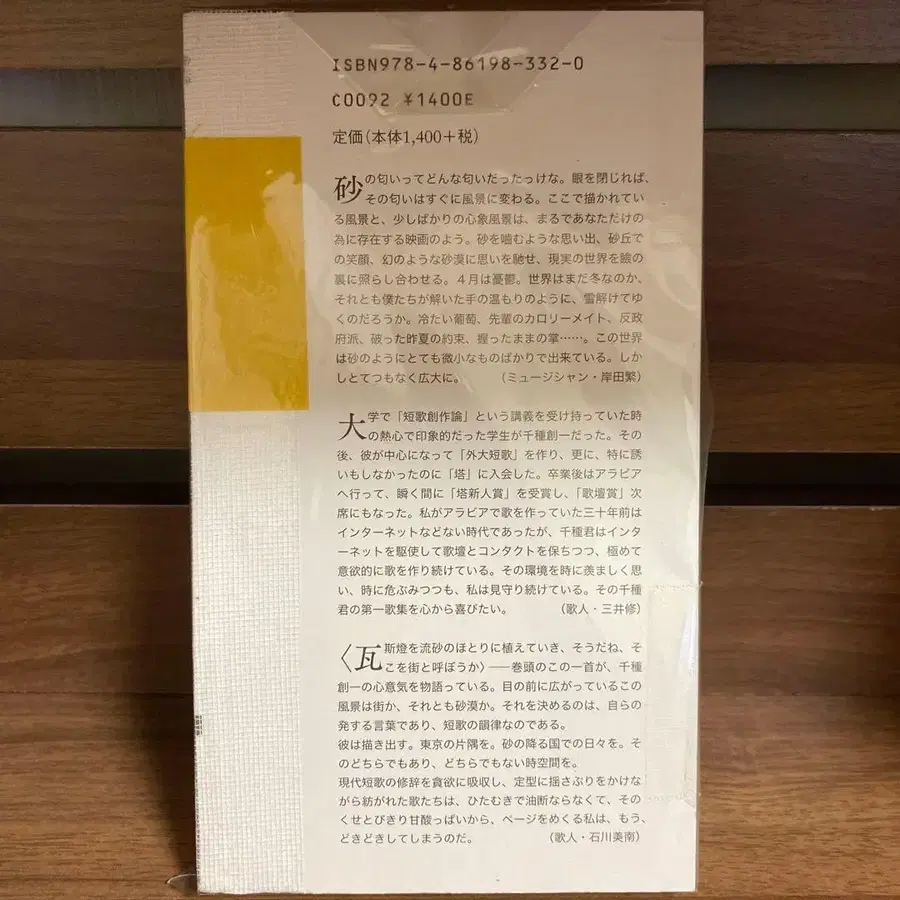 ISBN978-4-86198-332-0
C0092 ¥1400E
定価(本体1,400+税)
砂の匂いってどんな匂いだったっけな。眼を閉じれば、
その匂いはすぐに風景に変わる。ここで描かれてい
る風景と、少しばかりの心象風景は、まるであなただけの
為に存在する映画のよう。砂を嚙むような思い出、砂丘で
の笑顔、幻のような砂漠に思いを馳せ、現実の世界を瞼の
裏に照らし合わせる。4月は憂鬱。世界はまだ冬なのか、
それとも僕たちが解いた手の温もりのように、雪解けてゆ
くのだろうか。冷たい葡萄、先輩のカロリーメイト、反政
府派、破った昨夏の約束、握ったままの掌……。この世界
は砂のようにとても微小なものばかりで出来ている。しか
しとてつもなく広大に。 (ミュージシャン・岸田繁)
大学で「短歌創作論」という講義を受け持っていた時
の熱心で印象的だった学生が千種創一だった。その
後、彼が中心になって「外大短歌」を作り、更に、特に誘
いもしなかったのに「塔」に入会した。卒業後はアラビア
へ行って、瞬く間に「塔新人賞」を受賞し、「歌壇賞」次
席にもなった。私がアラビアで歌を作っていた三十年前は
インターネットなどない時代であったが、千種君はインタ
ーネットを駆使して歌壇とコンタクトを保ちつつ、極めて
意欲的に歌を作り続けている。その環境を時に羨ましく思
い、時に危ぶみつつも、私は見守り続けている。その千種
君の第一歌集を心から喜びたい。 (歌人・三井修)
〈瓦斯燈を流砂のほとりに植えていき、そうだね、そ
こを街と呼ぼうか〉――巻頭のこの一首が、千種
創一の心意気を物語っている。目の前に広がっているこの
風景は街か、それとも砂漠か。それを決めるのは、自らの
発する言葉であり、短歌の韻律なのである。
彼は描き出す。東京の片隅を。砂の降る国での日々を。そ
のどちらでもあり、どちらでもない時空間を。
現代短歌の修辞を貪欲に吸収し、定型に揺さぶりをかけな
がら紡がれた歌たちは、ひたむきで油断ならなくて、その
くせとびきり甘酸っぱいから、ページをめくる私は、もう、
どきどきしてしまうのだ。 (歌人・石川美南)